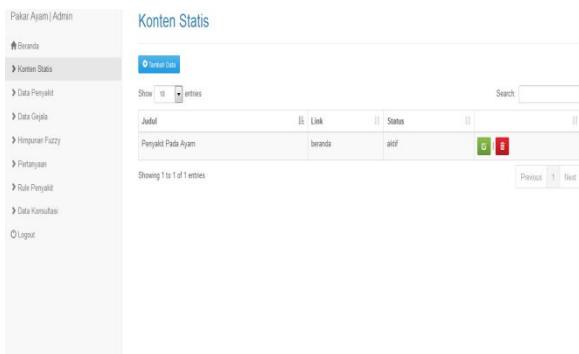 Pakar Ayam | Admin
Beranda
Konten Statis
Data Penyakit
Data Gejala
Himpunan Fuzzy
Pertanyaan
Rule Penyakit
Data Konsultasi
Logout
Konten Statis
Tambah Data
Show 10 entries
Search:
Judul Link Status
Penyakit Pada Ayam beranda aktif |
Showing 1 to 1 of 1 entries
Previous 1 Next